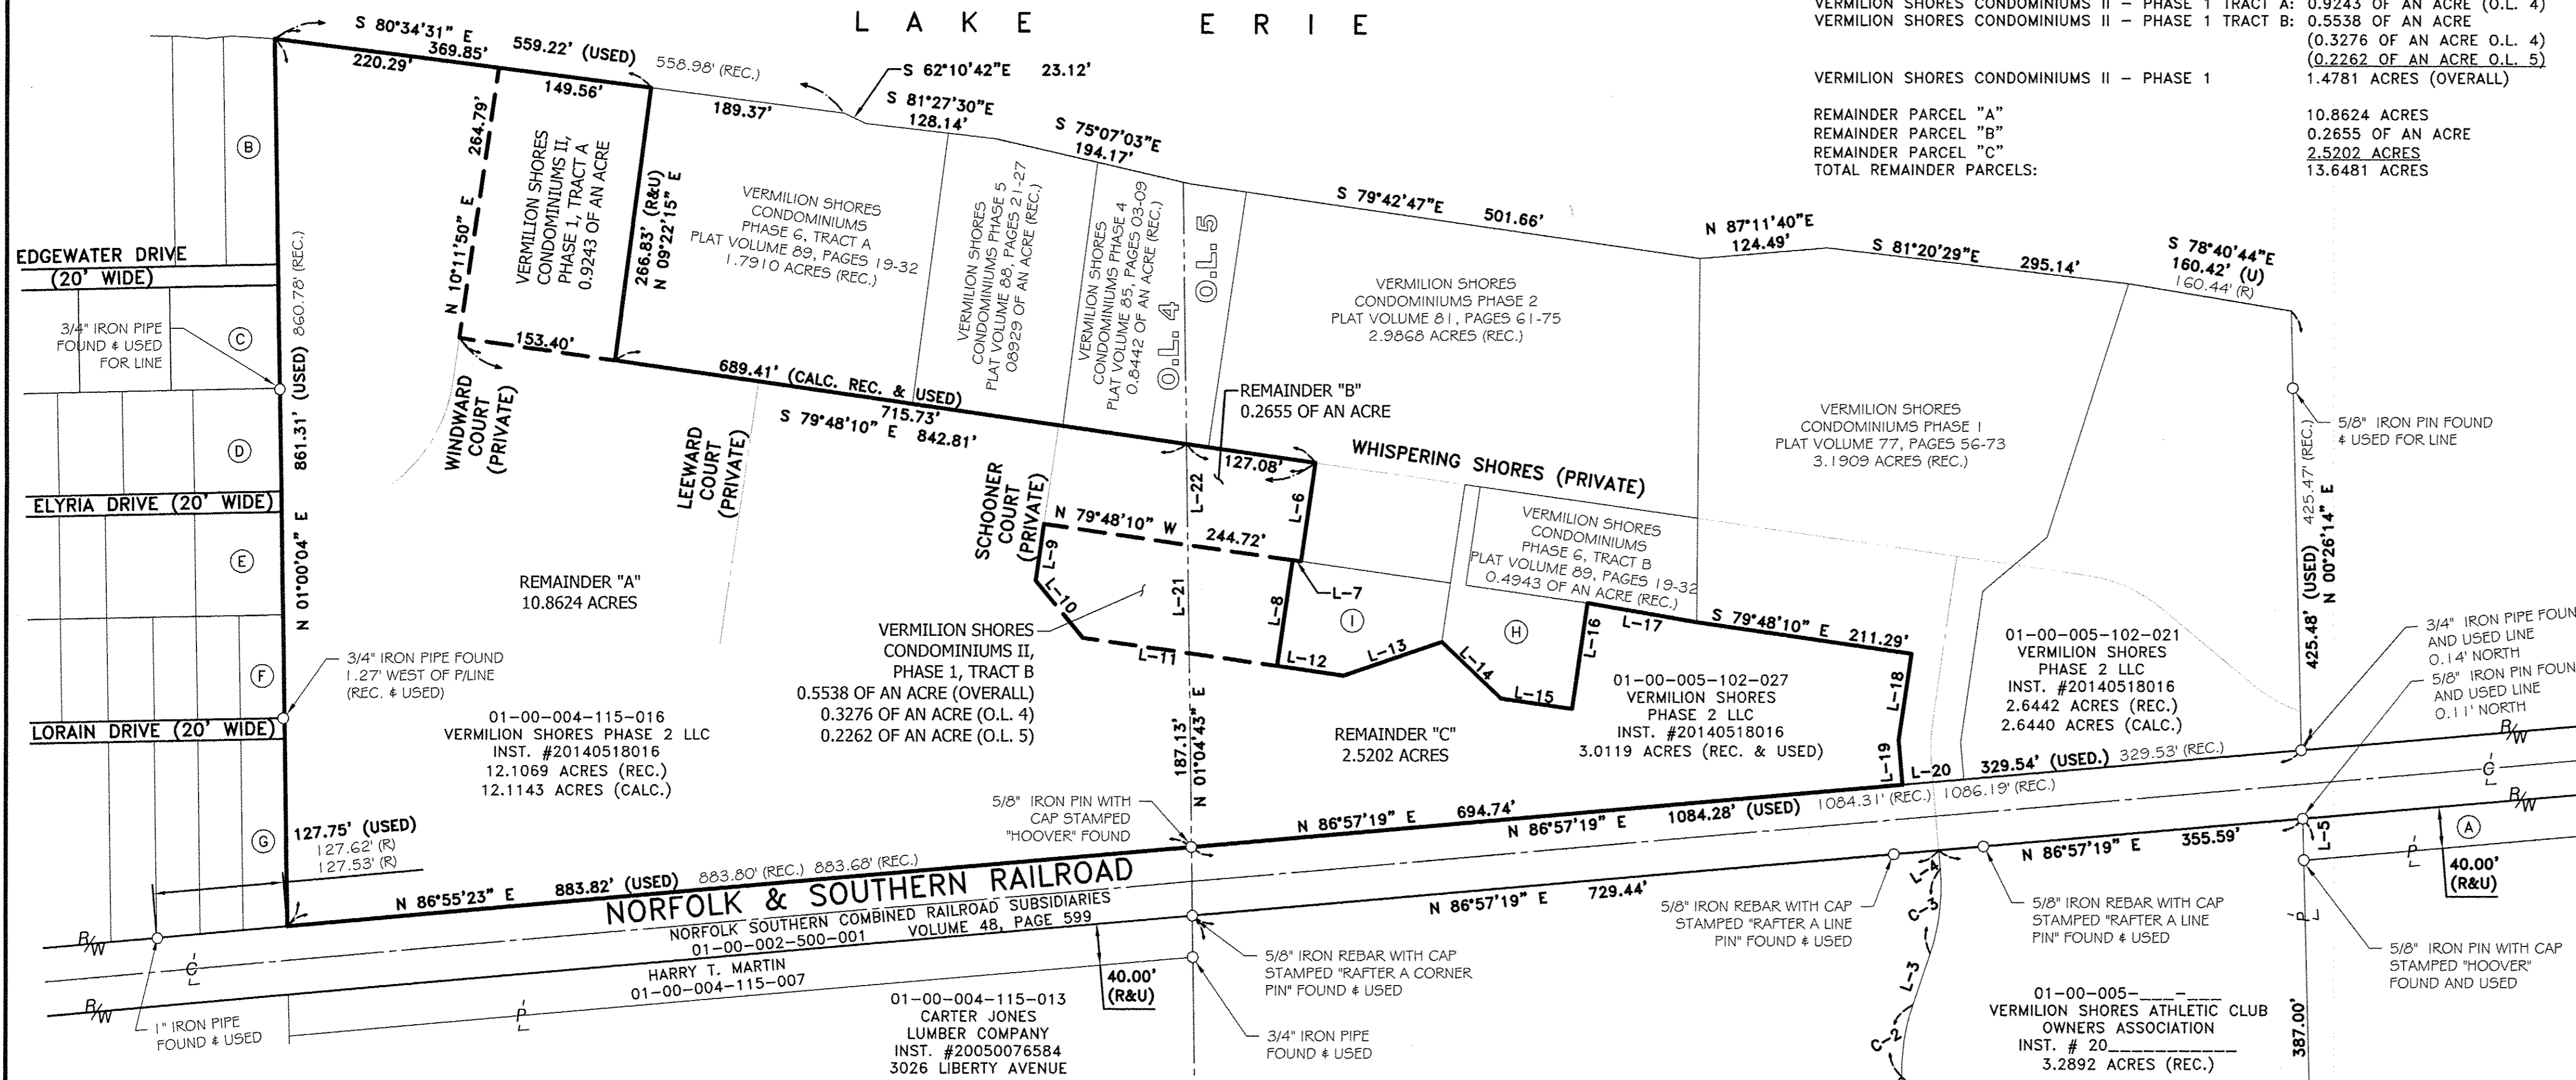 LAKE ERIE
VERMILION SHORES CONDOMINIUMS II - PHASE 1 TRACT A: 0.9243 OF AN ACRE (O.L. 4)
VERMILION SHORES CONDOMINIUMS II - PHASE 1 TRACT B: 0.5538 OF AN ACRE
(0.3276 OF AN ACRE O.L. 4)
(0.2262 OF AN ACRE O.L. 5)
VERMILION SHORES CONDOMINIUMS II - PHASE 1 1.4781 ACRES (OVERALL)
REMAINDER PARCEL "A" 10.8624 ACRES
REMAINDER PARCEL "B" 0.2655 OF AN ACRE
REMAINDER PARCEL "C" 2.5202 ACRES
TOTAL REMAINDER PARCELS: 13.6481 ACRES
S 80°34'31" E
369.85'
559.22' (USED)
558.98' (REC.)
220.29'
149.56'
189.37'
S 62°10'42"E 23.12'
S 81°27'30"E
128.14'
S 75°07'03"E
194.17'
S 79°42'47"E 501.66'
N 87°11'40"E
124.49'
S 81°20'29"E 295.14'
S 78°40'44"E
160.42' (U)
160.44' (R)
B
EDGEWATER DRIVE
(20' WIDE)
3/4" IRON PIPE
FOUND & USED
FOR LINE
C
D
ELYRIA DRIVE (20' WIDE)
E
F
LORAIN DRIVE (20' WIDE)
G
N 01°00'04" E 861.31' (USED) 860.78' (REC.)
3/4" IRON PIPE FOUND
1.27' WEST OF P/LINE
(REC. & USED)
N 10°11'50" E 264.79'
VERMILION SHORES
CONDOMINIUMS II,
PHASE 1, TRACT A
0.9243 OF AN ACRE
266.83' (R&U)
N 09°22'15" E
153.40'
VERMILION SHORES
CONDOMINIUMS
PHASE 6, TRACT A
PLAT VOLUME 89, PAGES 19-32
1.7910 ACRES (REC.)
VERMILION SHORES
CONDOMINIUMS PHASE 5
PLAT VOLUME 88, PAGES 21-27
08929 OF AN ACRE (REC.)
VERMILION SHORES
CONDOMINIUMS PHASE 4
PLAT VOLUME 85, PAGES 03-09
0.8442 OF AN ACRE (REC.)
O.L. 4
O.L. 5
VERMILION SHORES
CONDOMINIUMS PHASE 2
PLAT VOLUME 81, PAGES 61-75
2.9868 ACRES (REC.)
VERMILION SHORES
CONDOMINIUMS PHASE 1
PLAT VOLUME 77, PAGES 56-73
3.1909 ACRES (REC.)
5/8" IRON PIN FOUND
& USED FOR LINE
425.48' (USED) 425.47' (REC.)
N 00°26'14" E
689.41' (CALC. REC. & USED)
715.73'
S 79°48'10" E 842.81'
REMAINDER "B"
0.2655 OF AN ACRE
127.08'
WHISPERING SHORES (PRIVATE)
WINDWARD
COURT
(PRIVATE)
LEEWARD
COURT
(PRIVATE)
SCHOONER
COURT
(PRIVATE)
L-22
L-6
N 79°48'10" W
244.72'
L-9
L-10
L-21
L-8
L-7
L-11
L-12
L-13
L-14
L-15
L-16
L-17
I
H
VERMILION SHORES
CONDOMINIUMS
PHASE 6, TRACT B
PLAT VOLUME 89, PAGES 19-32
0.4943 OF AN ACRE (REC.)
S 79°48'10" E 211.29'
L-18
L-19
L-20
REMAINDER "A"
10.8624 ACRES
VERMILION SHORES
CONDOMINIUMS II,
PHASE 1, TRACT B
0.5538 OF AN ACRE (OVERALL)
0.3276 OF AN ACRE (O.L. 4)
0.2262 OF AN ACRE (O.L. 5)
01-00-004-115-016
VERMILION SHORES PHASE 2 LLC
INST. #20140518016
12.1069 ACRES (REC.)
12.1143 ACRES (CALC.)
187.13'
N 01°04'43" E
REMAINDER "C"
2.5202 ACRES
01-00-005-102-027
VERMILION SHORES
PHASE 2 LLC
INST. #20140518016
3.0119 ACRES (REC. & USED)
01-00-005-102-021
VERMILION SHORES
PHASE 2 LLC
INST. #20140518016
2.6442 ACRES (REC.)
2.6440 ACRES (CALC.)
3/4" IRON PIPE
AND USED LINE
0.14' NORTH
5/8" IRON PIN
AND USED LINE
0.11' NORTH
5/8" IRON PIN WITH
CAP STAMPED
"HOOVER" FOUND
127.75' (USED)
127.62' (R)
127.53' (R)
N 86°55'23" E 883.82' (USED) 883.80' (REC.) 883.68' (REC.)
N 86°57'19" E 694.74'
N 86°57'19" E 1084.28' (USED) 1084.31' (REC.) 1086.19' (REC.)
329.54' (USED.) 329.53' (REC.)
NORFOLK & SOUTHERN RAILROAD
NORFOLK SOUTHERN COMBINED RAILROAD SUBSIDIARIES
01-00-002-500-001 VOLUME 48, PAGE 599
HARRY T. MARTIN
01-00-004-115-007
R/W
R/W
R/W
R/W
CL
CL
PL
PL
PL
1" IRON PIPE
FOUND & USED
40.00'
(R&U)
01-00-004-115-013
CARTER JONES
LUMBER COMPANY
INST. #20050076584
3026 LIBERTY AVENUE
5/8" IRON REBAR WITH CAP
STAMPED "RAFTER A CORNER
PIN" FOUND & USED
3/4" IRON PIPE
FOUND & USED
N 86°57'19" E 729.44'
5/8" IRON REBAR WITH CAP
STAMPED "RAFTER A LINE
PIN" FOUND & USED
L-4
C-3
L-3
C-2
5/8" IRON REBAR WITH CAP
STAMPED "RAFTER A LINE
PIN" FOUND & USED
N 86°57'19" E 355.59'
L-5
A
40.00'
(R&U)
5/8" IRON PIN WITH CAP
STAMPED "HOOVER"
FOUND AND USED
01-00-005-___-___
VERMILION SHORES ATHLETIC CLUB
OWNERS ASSOCIATION
INST. # 20____________
3.2892 ACRES (REC.)
387.00'